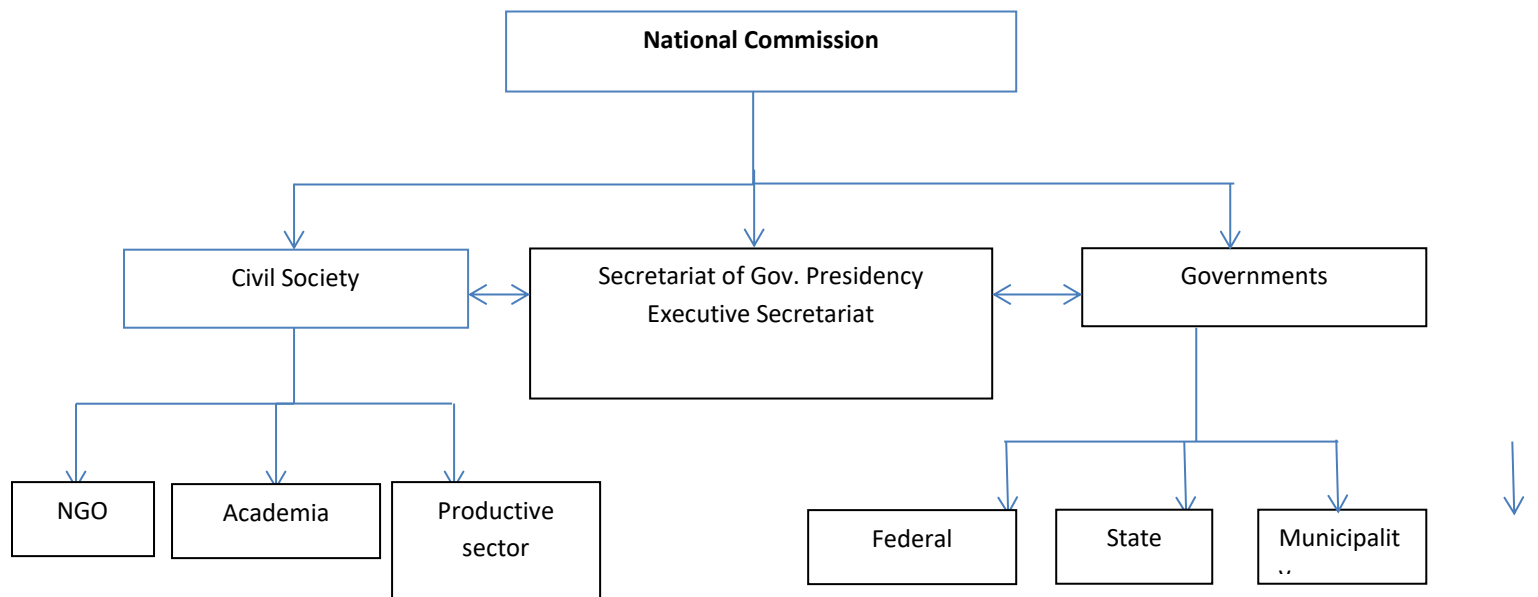 National Commission
Civil Society
Secretariat of Gov. Presidency
Executive Secretariat
Governments
NGO
Academia
Productive
sector
Federal
State
Municipalit
y